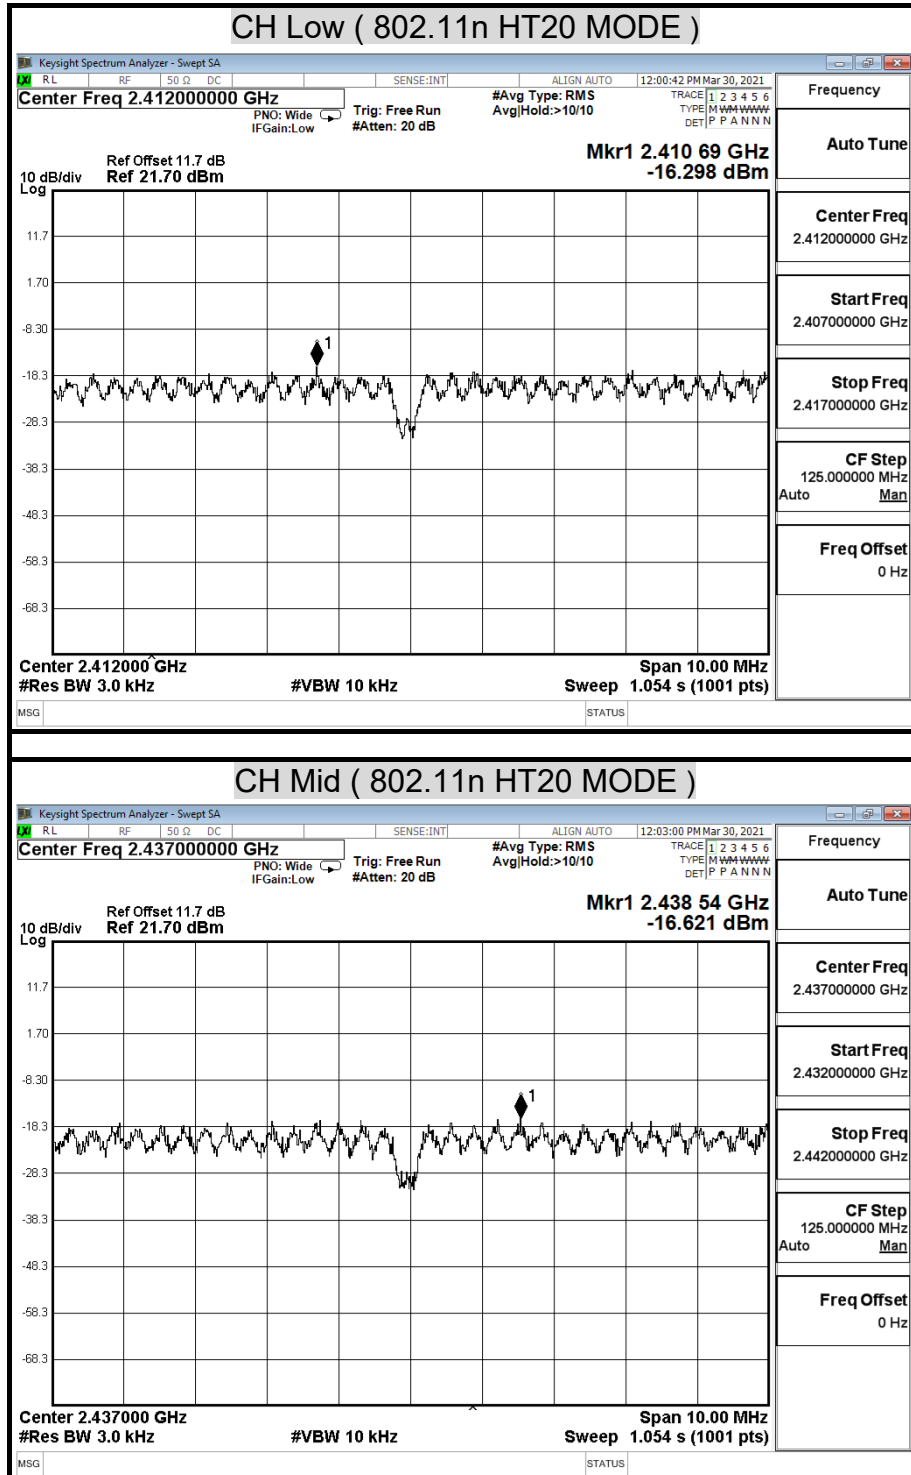 CH Low ( 802.11n HT20 MODE )
Keysight Spectrum Analyzer - Swept SA
LXI RL RF 50 Ω DC SENSE:INT ALIGN AUTO 12:00:42 PM Mar 30, 2021
Center Freq 2.412000000 GHz
PNO: Wide
IFGain:Low
Trig: Free Run
#Atten: 20 dB
#Avg Type: RMS
Avg|Hold:>10/10
TRACE 1 2 3 4 5 6
TYPE M WM WWWW
DET P P A N N N
Frequency
Mkr1 2.410 69 GHz
-16.298 dBm
Ref Offset 11.7 dB
10 dB/div Ref 21.70 dBm
Log
11.7
1.70
-8.30
-18.3
-28.3
-38.3
-48.3
-58.3
-68.3
1
Center 2.412000 GHz
Span 10.00 MHz
#Res BW 3.0 kHz
#VBW 10 kHz
Sweep 1.054 s (1001 pts)
MSG
STATUS
Auto Tune
Center Freq
2.412000000 GHz
Start Freq
2.407000000 GHz
Stop Freq
2.417000000 GHz
CF Step
125.000000 MHz
Auto Man
Freq Offset
0 Hz
CH Mid ( 802.11n HT20 MODE )
Keysight Spectrum Analyzer - Swept SA
LXI RL RF 50 Ω DC SENSE:INT ALIGN AUTO 12:03:00 PM Mar 30, 2021
Center Freq 2.437000000 GHz
PNO: Wide
IFGain:Low
Trig: Free Run
#Atten: 20 dB
#Avg Type: RMS
Avg|Hold:>10/10
TRACE 1 2 3 4 5 6
TYPE M WM WWWW
DET P P A N N N
Frequency
Mkr1 2.438 54 GHz
-16.621 dBm
Ref Offset 11.7 dB
10 dB/div Ref 21.70 dBm
Log
11.7
1.70
-8.30
-18.3
-28.3
-38.3
-48.3
-58.3
-68.3
1
Center 2.437000 GHz
Span 10.00 MHz
#Res BW 3.0 kHz
#VBW 10 kHz
Sweep 1.054 s (1001 pts)
MSG
STATUS
Auto Tune
Center Freq
2.437000000 GHz
Start Freq
2.432000000 GHz
Stop Freq
2.442000000 GHz
CF Step
125.000000 MHz
Auto Man
Freq Offset
0 Hz